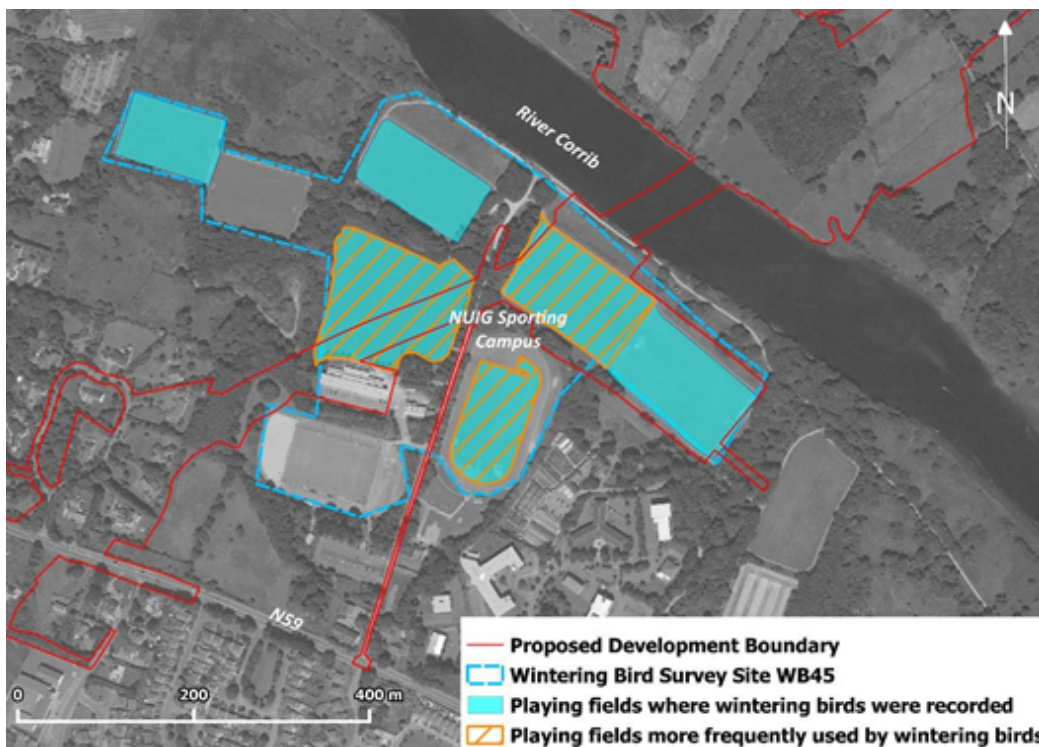 N
River Corrib
NUIG Sporting
Campus
N59
0 200 400 m
Proposed Development Boundary
Wintering Bird Survey Site WB45
Playing fields where wintering birds were recorded
Playing fields more frequently used by wintering birds